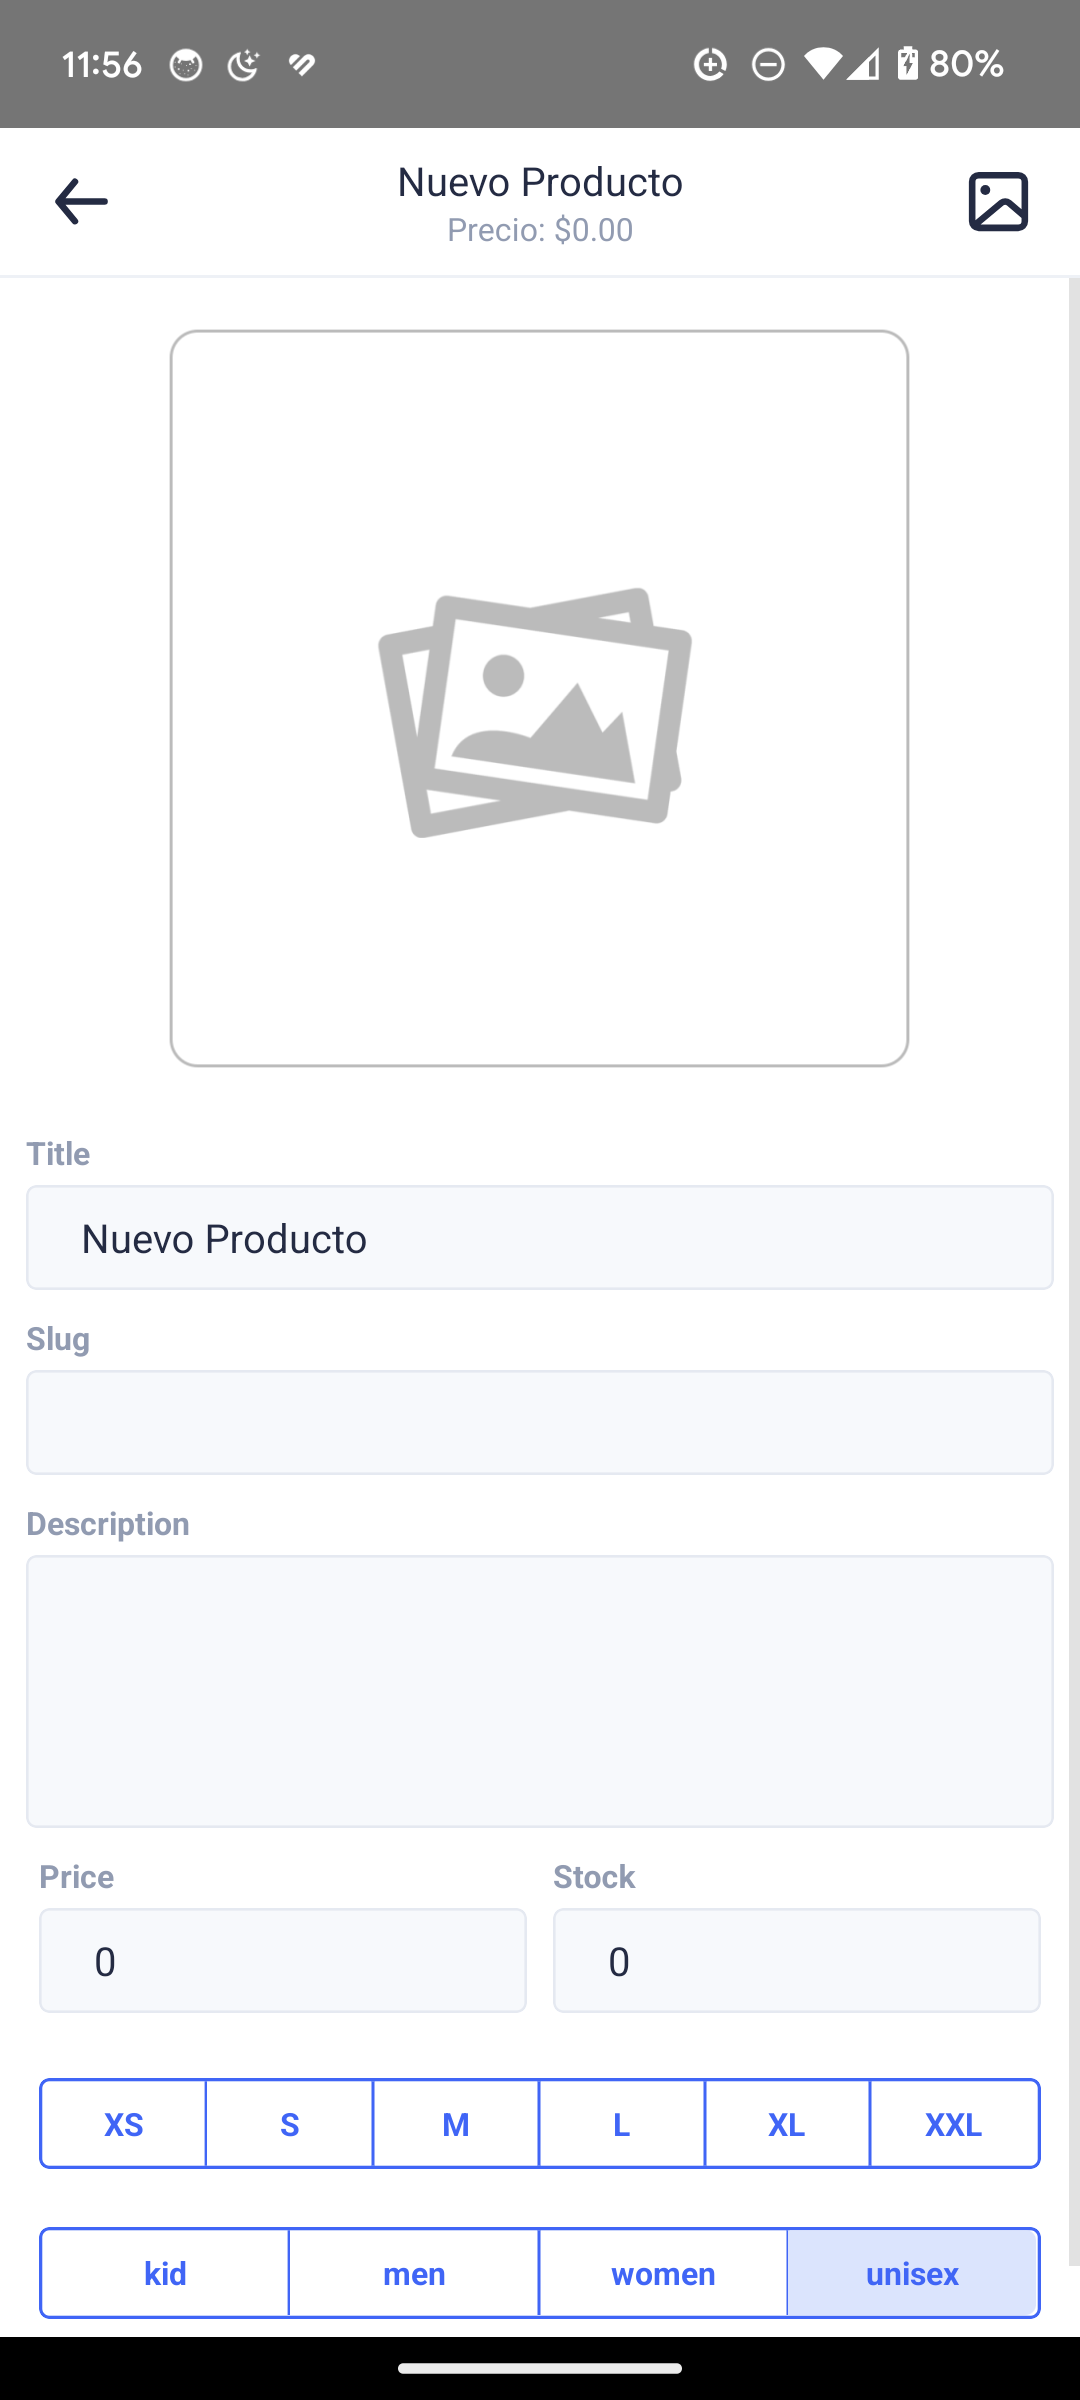 11:56 80%
Nuevo Producto
Precio: $0.00
Title
Nuevo Producto
Slug
Description
Price Stock
0 0
XS S M L XL XXL
kid men women unisex